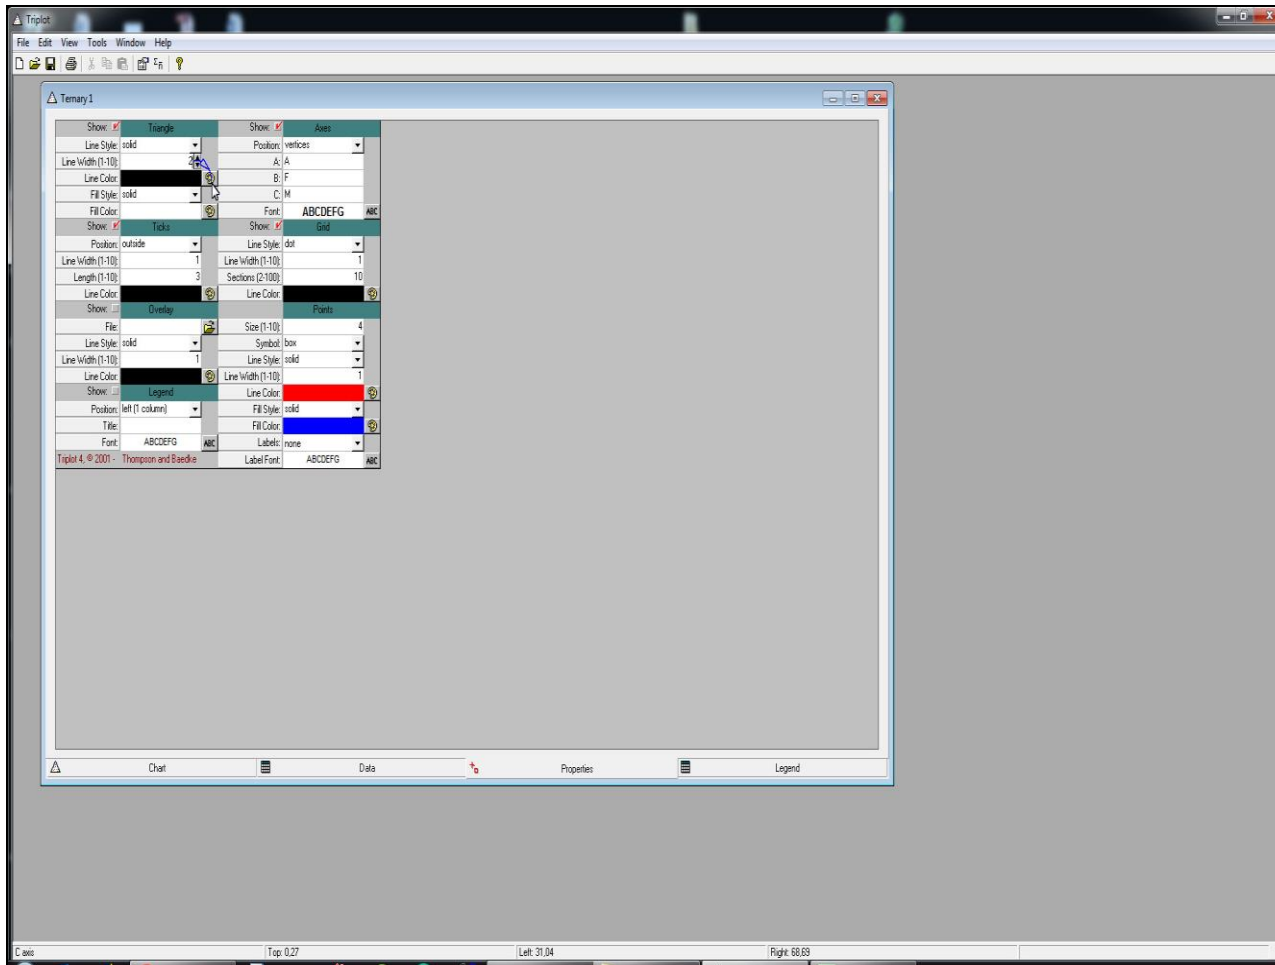 Triplot
File Edit View Tools Window Help
Ternary1
Show: Triangle Show: Axes
Line Style: solid Position: vertices
Line Width (1-10): 2 A: A
Line Color: B: F
Fill Style: solid C: M
Fill Color: Font: ABCDEFG ABC
Show: Ticks Show: Grid
Position: outside Line Style: dot
Line Width (1-10): 1 Line Width (1-10): 1
Length (1-10): 3 Sections (2-100): 10
Line Color: Line Color:
Show: Overlay Points
File: Size (1-10): 4
Line Style: solid Symbol: box
Line Width (1-10): 1 Line Style: solid
Line Color: Line Width (1-10): 1
Show: Legend Line Color:
Position: left (1 column) Fill Style: solid
Title: Fill Color:
Font: ABCDEFG ABC Labels: none
Triplot 4, © 2001 - Thompson and Baedke Label Font: ABCDEFG ABC
Chart Data Properties Legend
C axis Top: 0,27 Left: 31,04 Right: 68,69